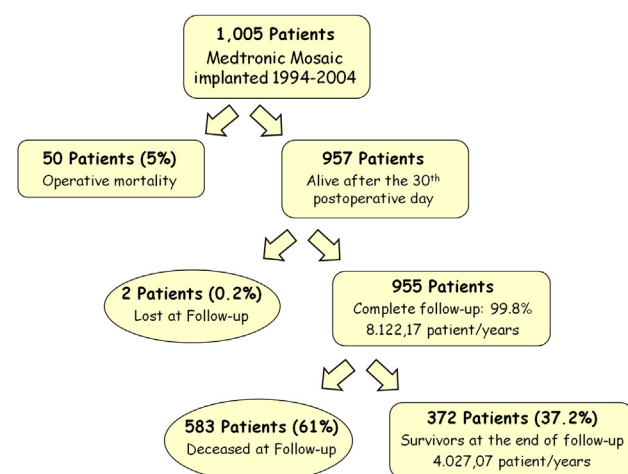 1,005 Patients
Medtronic Mosaic
implanted 1994-2004
50 Patients (5%)
Operative mortality
957 Patients
Alive after the 30th
postoperative day
2 Patients (0.2%)
Lost at Follow-up
955 Patients
Complete follow-up: 99.8%
8.122,17 patient/years
583 Patients (61%)
Deceased at Follow-up
372 Patients (37.2%)
Survivors at the end of follow-up
4.027,07 patient/years